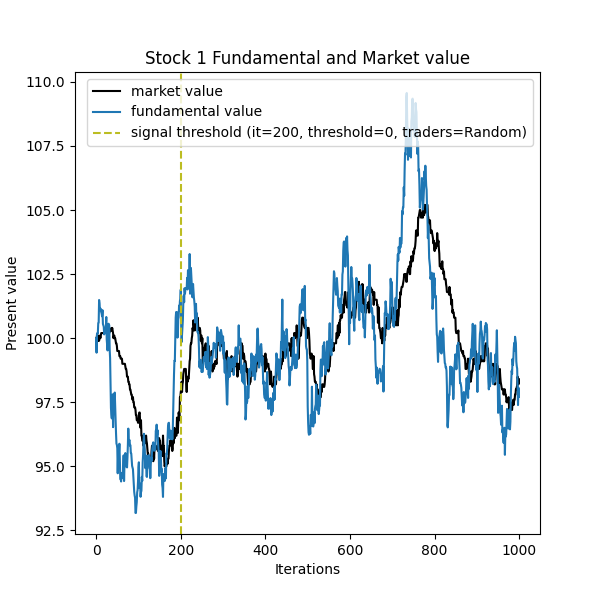 Stock 1 Fundamental and Market value
market value
fundamental value
signal threshold (it=200, threshold=0, traders=Random)
110.0
107.5
105.0
102.5
100.0
97.5
95.0
92.5
Present value
0 200 400 600 800 1000
Iterations